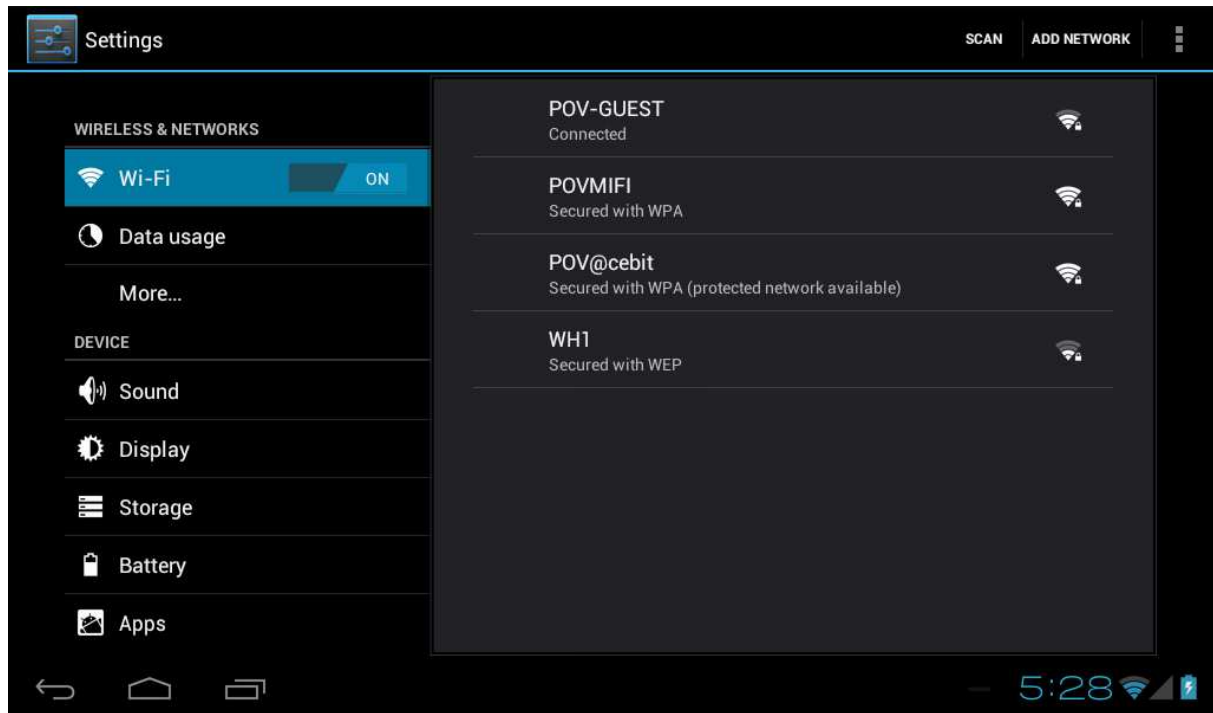 Settings
SCAN
ADD NETWORK
WIRELESS & NETWORKS
Wi-Fi
ON
Data usage
More...
DEVICE
Sound
Display
Storage
Battery
Apps
POV-GUEST
Connected
POVMIFI
Secured with WPA
POV@cebit
Secured with WPA (protected network available)
WH1
Secured with WEP
5:28